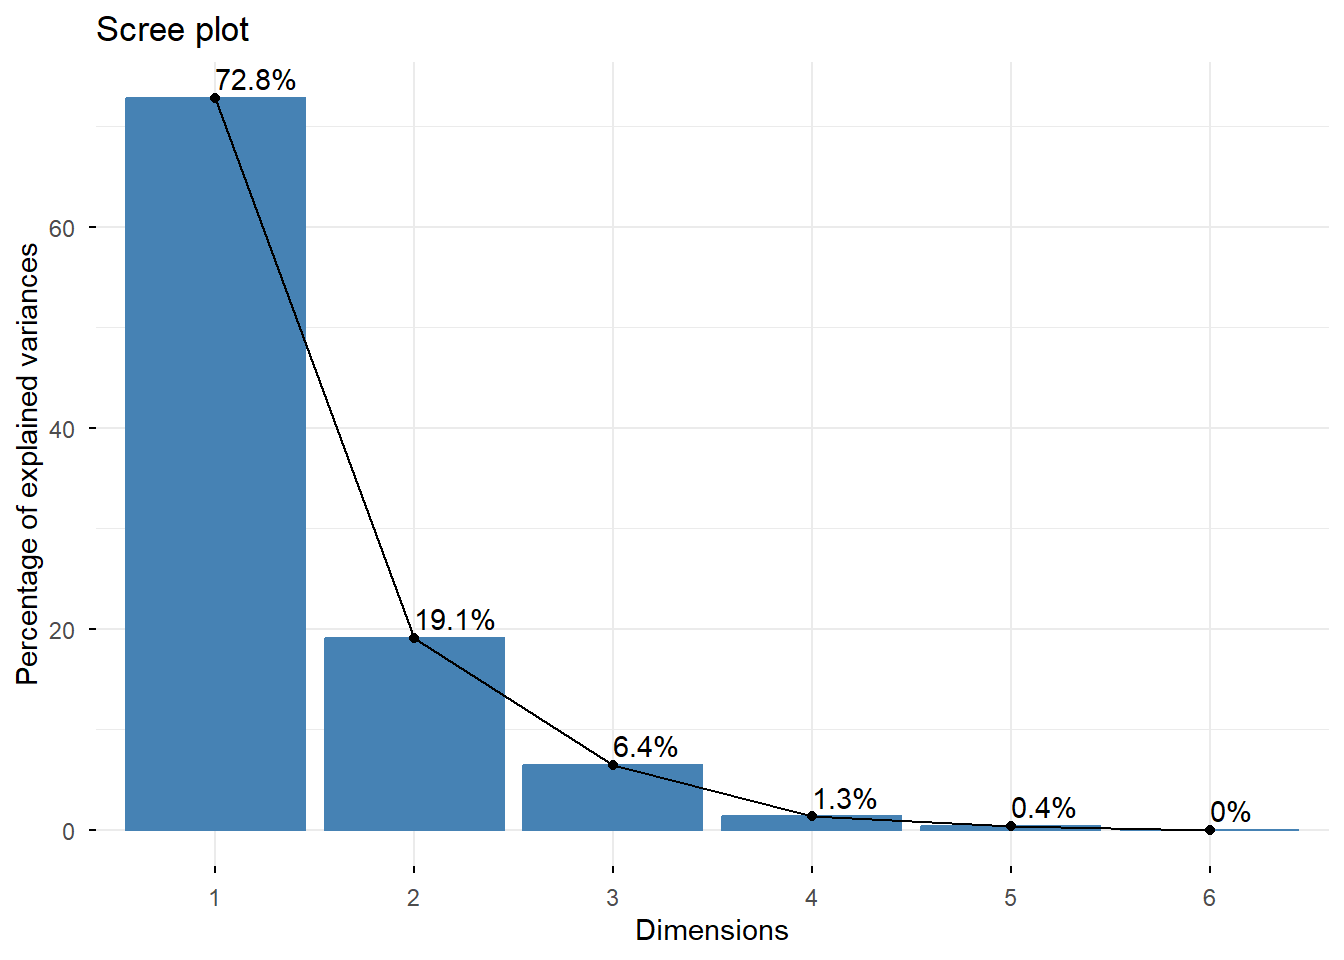 Scree plot
72.8%
19.1%
6.4%
1.3%
0.4%
0%
60
40
20
0
Percentage of explained variances
1 2 3 4 5 6
Dimensions